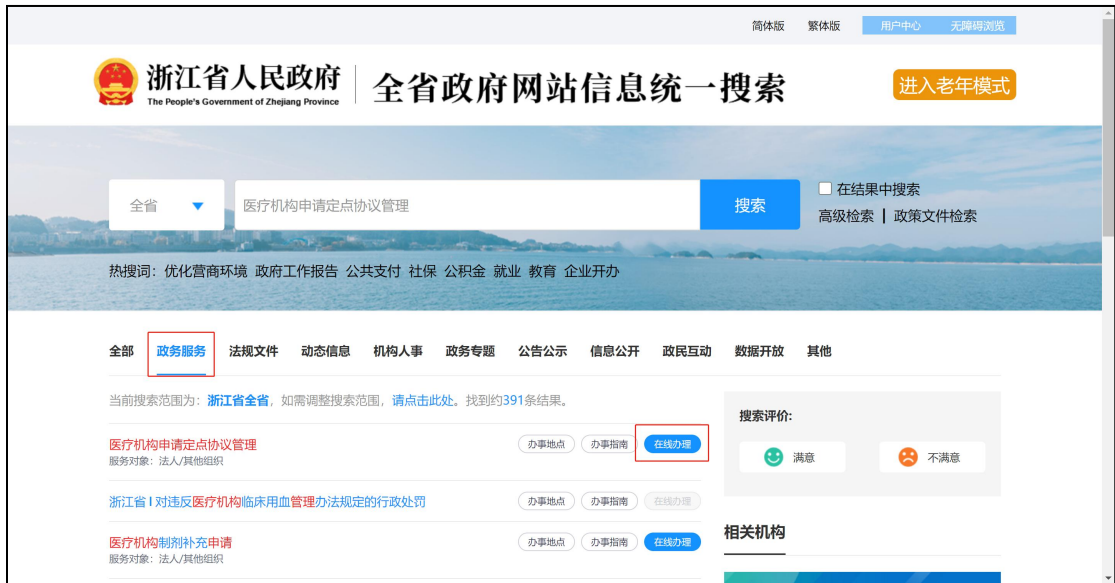 简体版 繁体版 用户中心 无障碍浏览
浙江省人民政府
The People's Government of Zhejiang Province
全省政府网站信息统一搜索
进入老年模式
全省 医疗机构申请定点协议管理 搜索
在结果中搜索
高级检索 | 政策文件检索
热搜词: 优化营商环境 政府工作报告 公共支付 社保 公积金 就业 教育 企业开办
全部 政务服务 法规文件 动态信息 机构人事 政务专题 公告公示 信息公开 政民互动 数据开放 其他
当前搜索范围为：浙江省全省，如需调整搜索范围，请点击此处。找到约391条结果。
医疗机构申请定点协议管理 办事地点 办事指南 在线办理
服务对象：法人/其他组织
浙江省 I 对违反医疗机构临床用血管理办法规定的行政处罚 办事地点 办事指南 在线办理
医疗机构制剂补充申请 办事地点 办事指南 在线办理
服务对象：法人/其他组织
搜索评价:
满意 不满意
相关机构